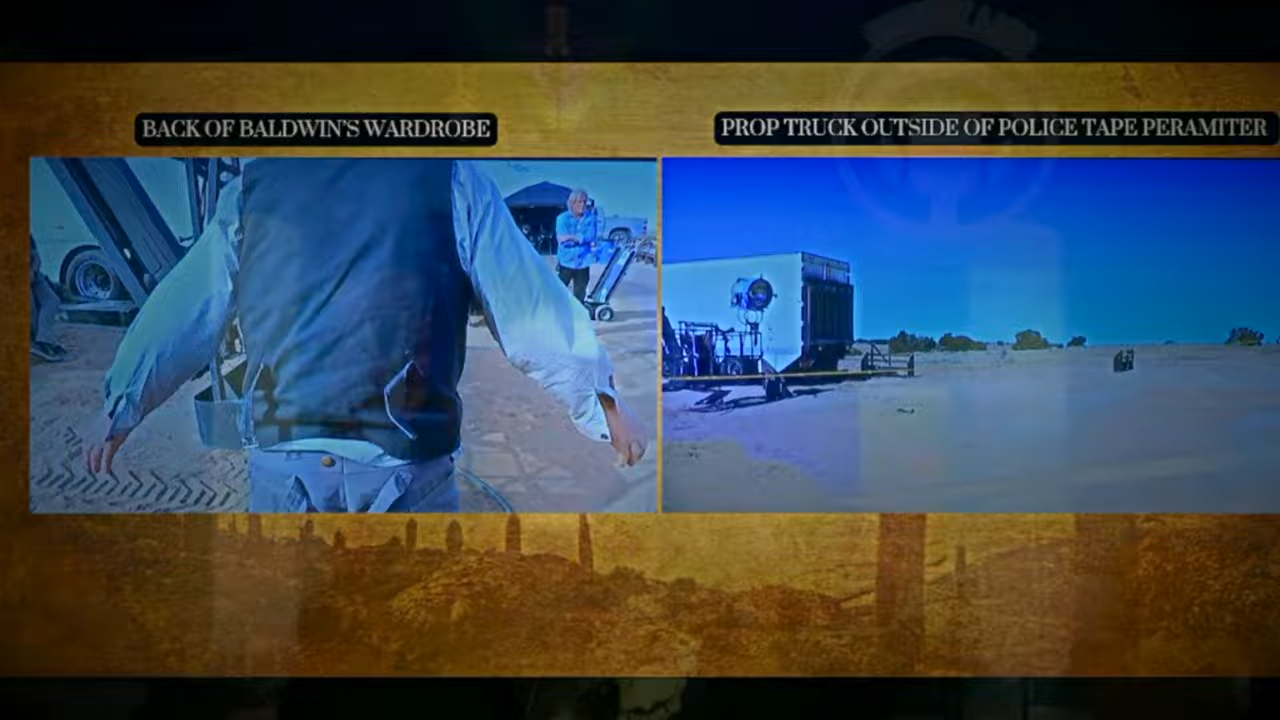 BACK OF BALDWIN'S WARDROBE
PROP TRUCK OUTSIDE OF POLICE TAPE PERAMITER